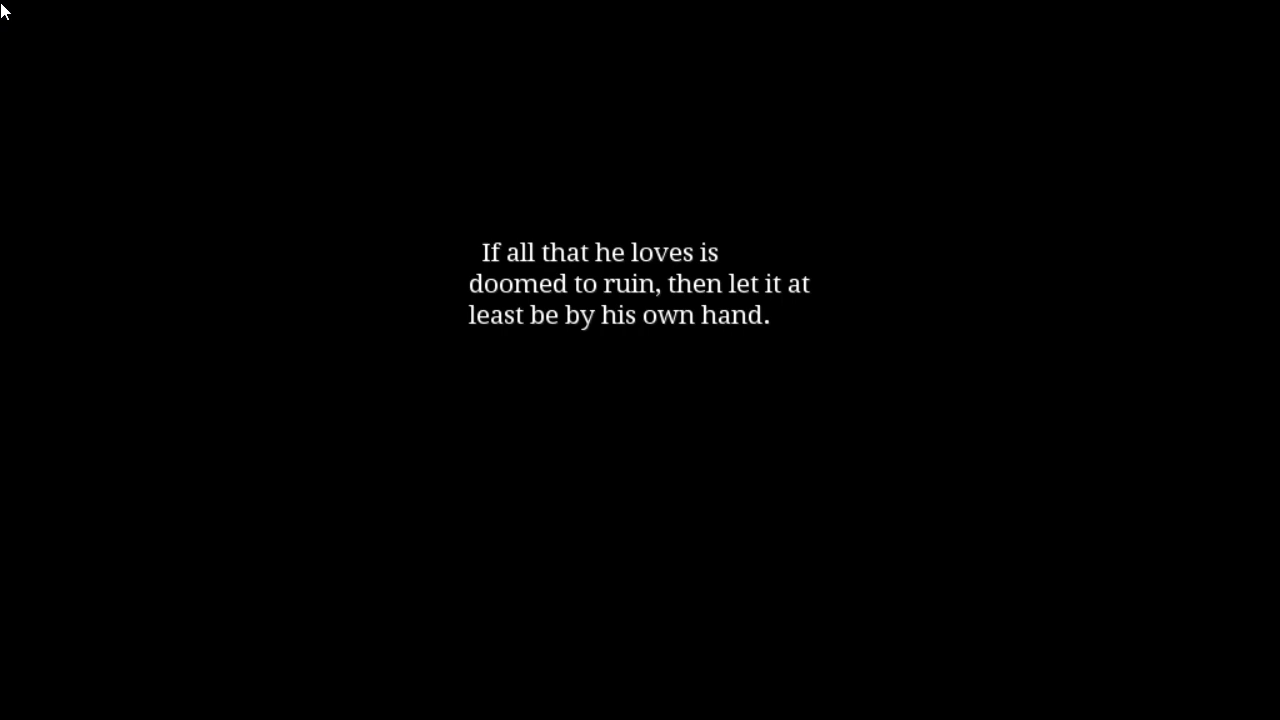 If all that he loves is
doomed to ruin, then let it at
least be by his own hand.